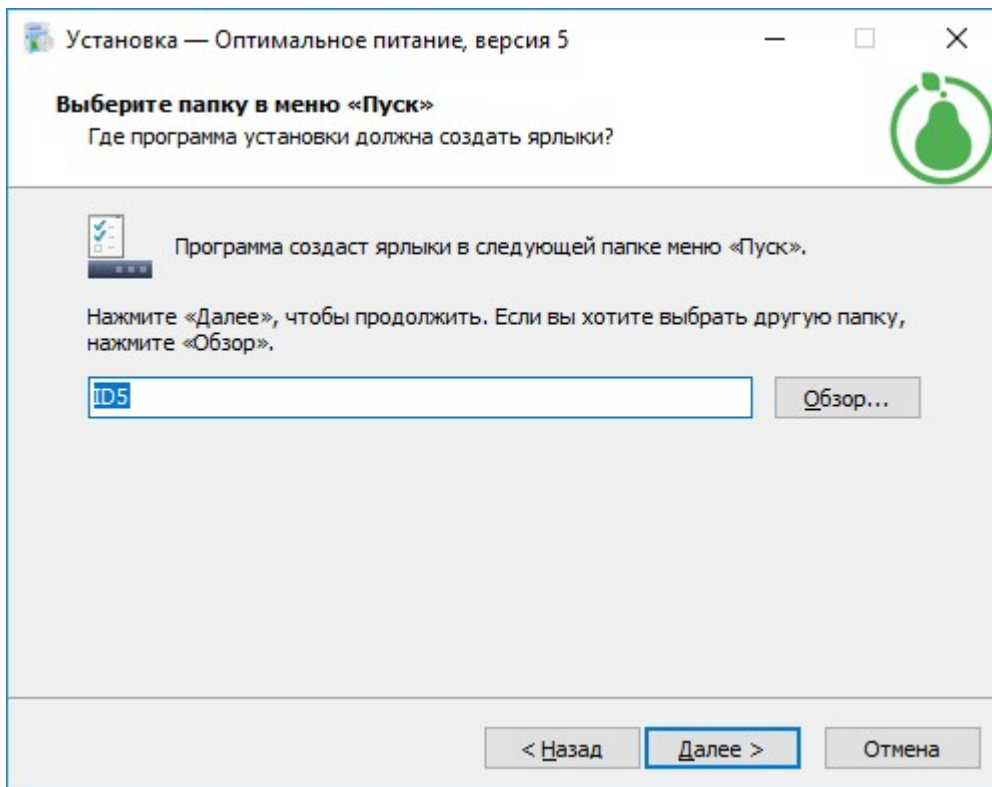 Установка — Оптимальное питание, версия 5
Выберите папку в меню «Пуск»
Где программа установки должна создать ярлыки?
Программа создаст ярлыки в следующей папке меню «Пуск».
Нажмите «Далее», чтобы продолжить. Если вы хотите выбрать другую папку,
нажмите «Обзор».
ID5
Обзор...
< Назад
Далее >
Отмена